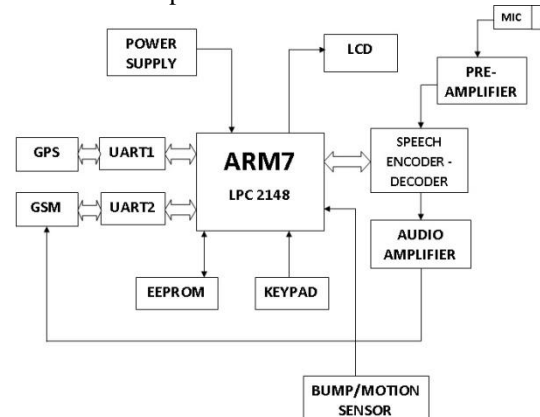 MIC
POWER
SUPPLY
LCD
PRE-
AMPLIFIER
GPS
UART1
ARM7
LPC 2148
SPEECH
ENCODER -
DECODER
GSM
UART2
AUDIO
AMPLIFIER
EEPROM
KEYPAD
BUMP/MOTION
SENSOR